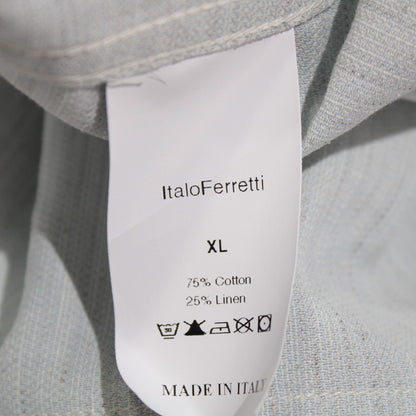 ItaloFerretti
XL
75% Cotton
25% Linen
MADE IN ITALY